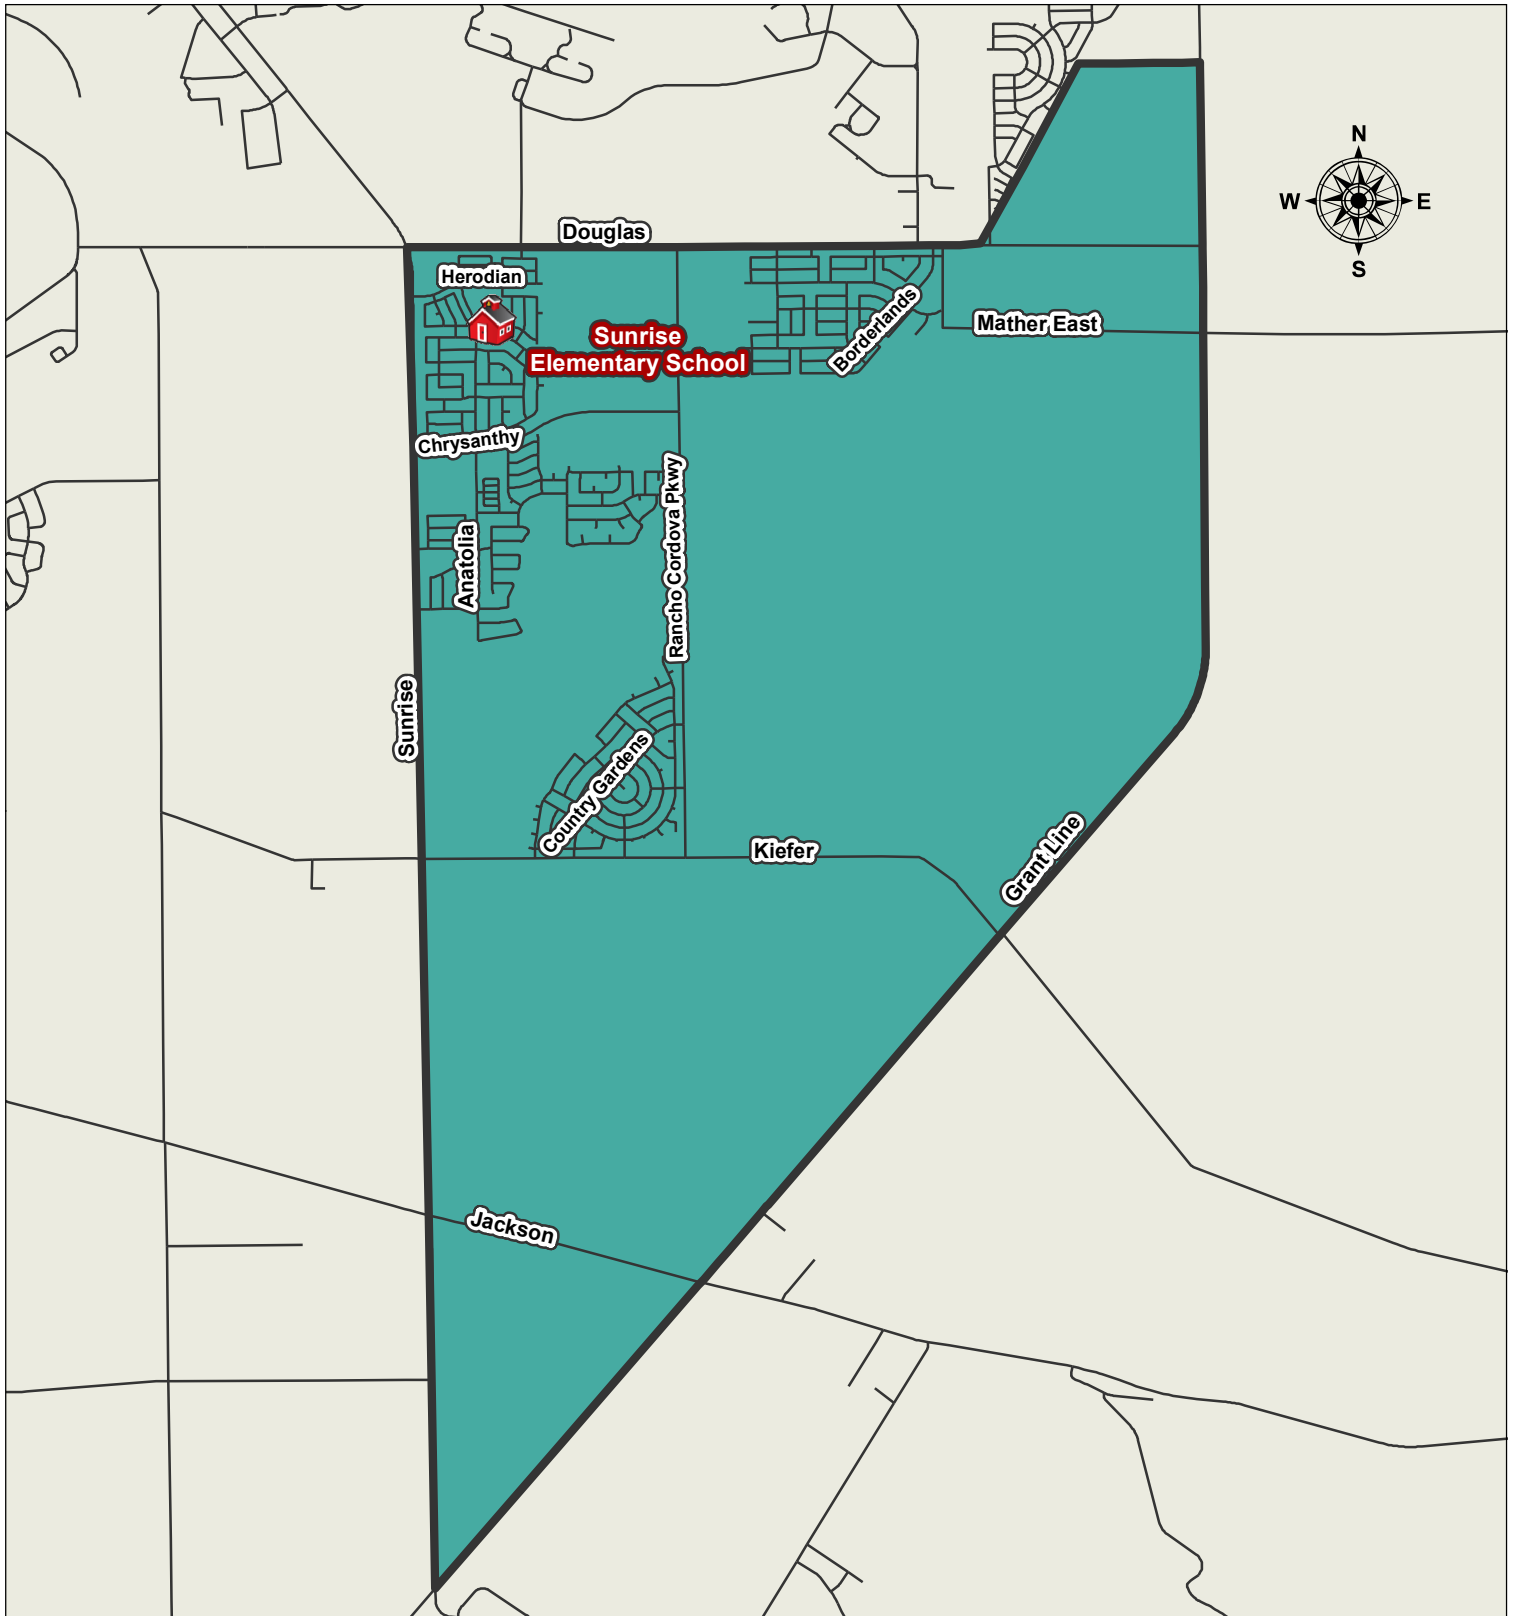 N
W
E
S
Douglas
Herodian
Sunrise
Elementary School
Borderlands
Mather East
Chrysanthy
Anatolia
Rancho Cordova Pkwy
Sunrise
Country Gardens
Kiefer
Grant Line
Jackson